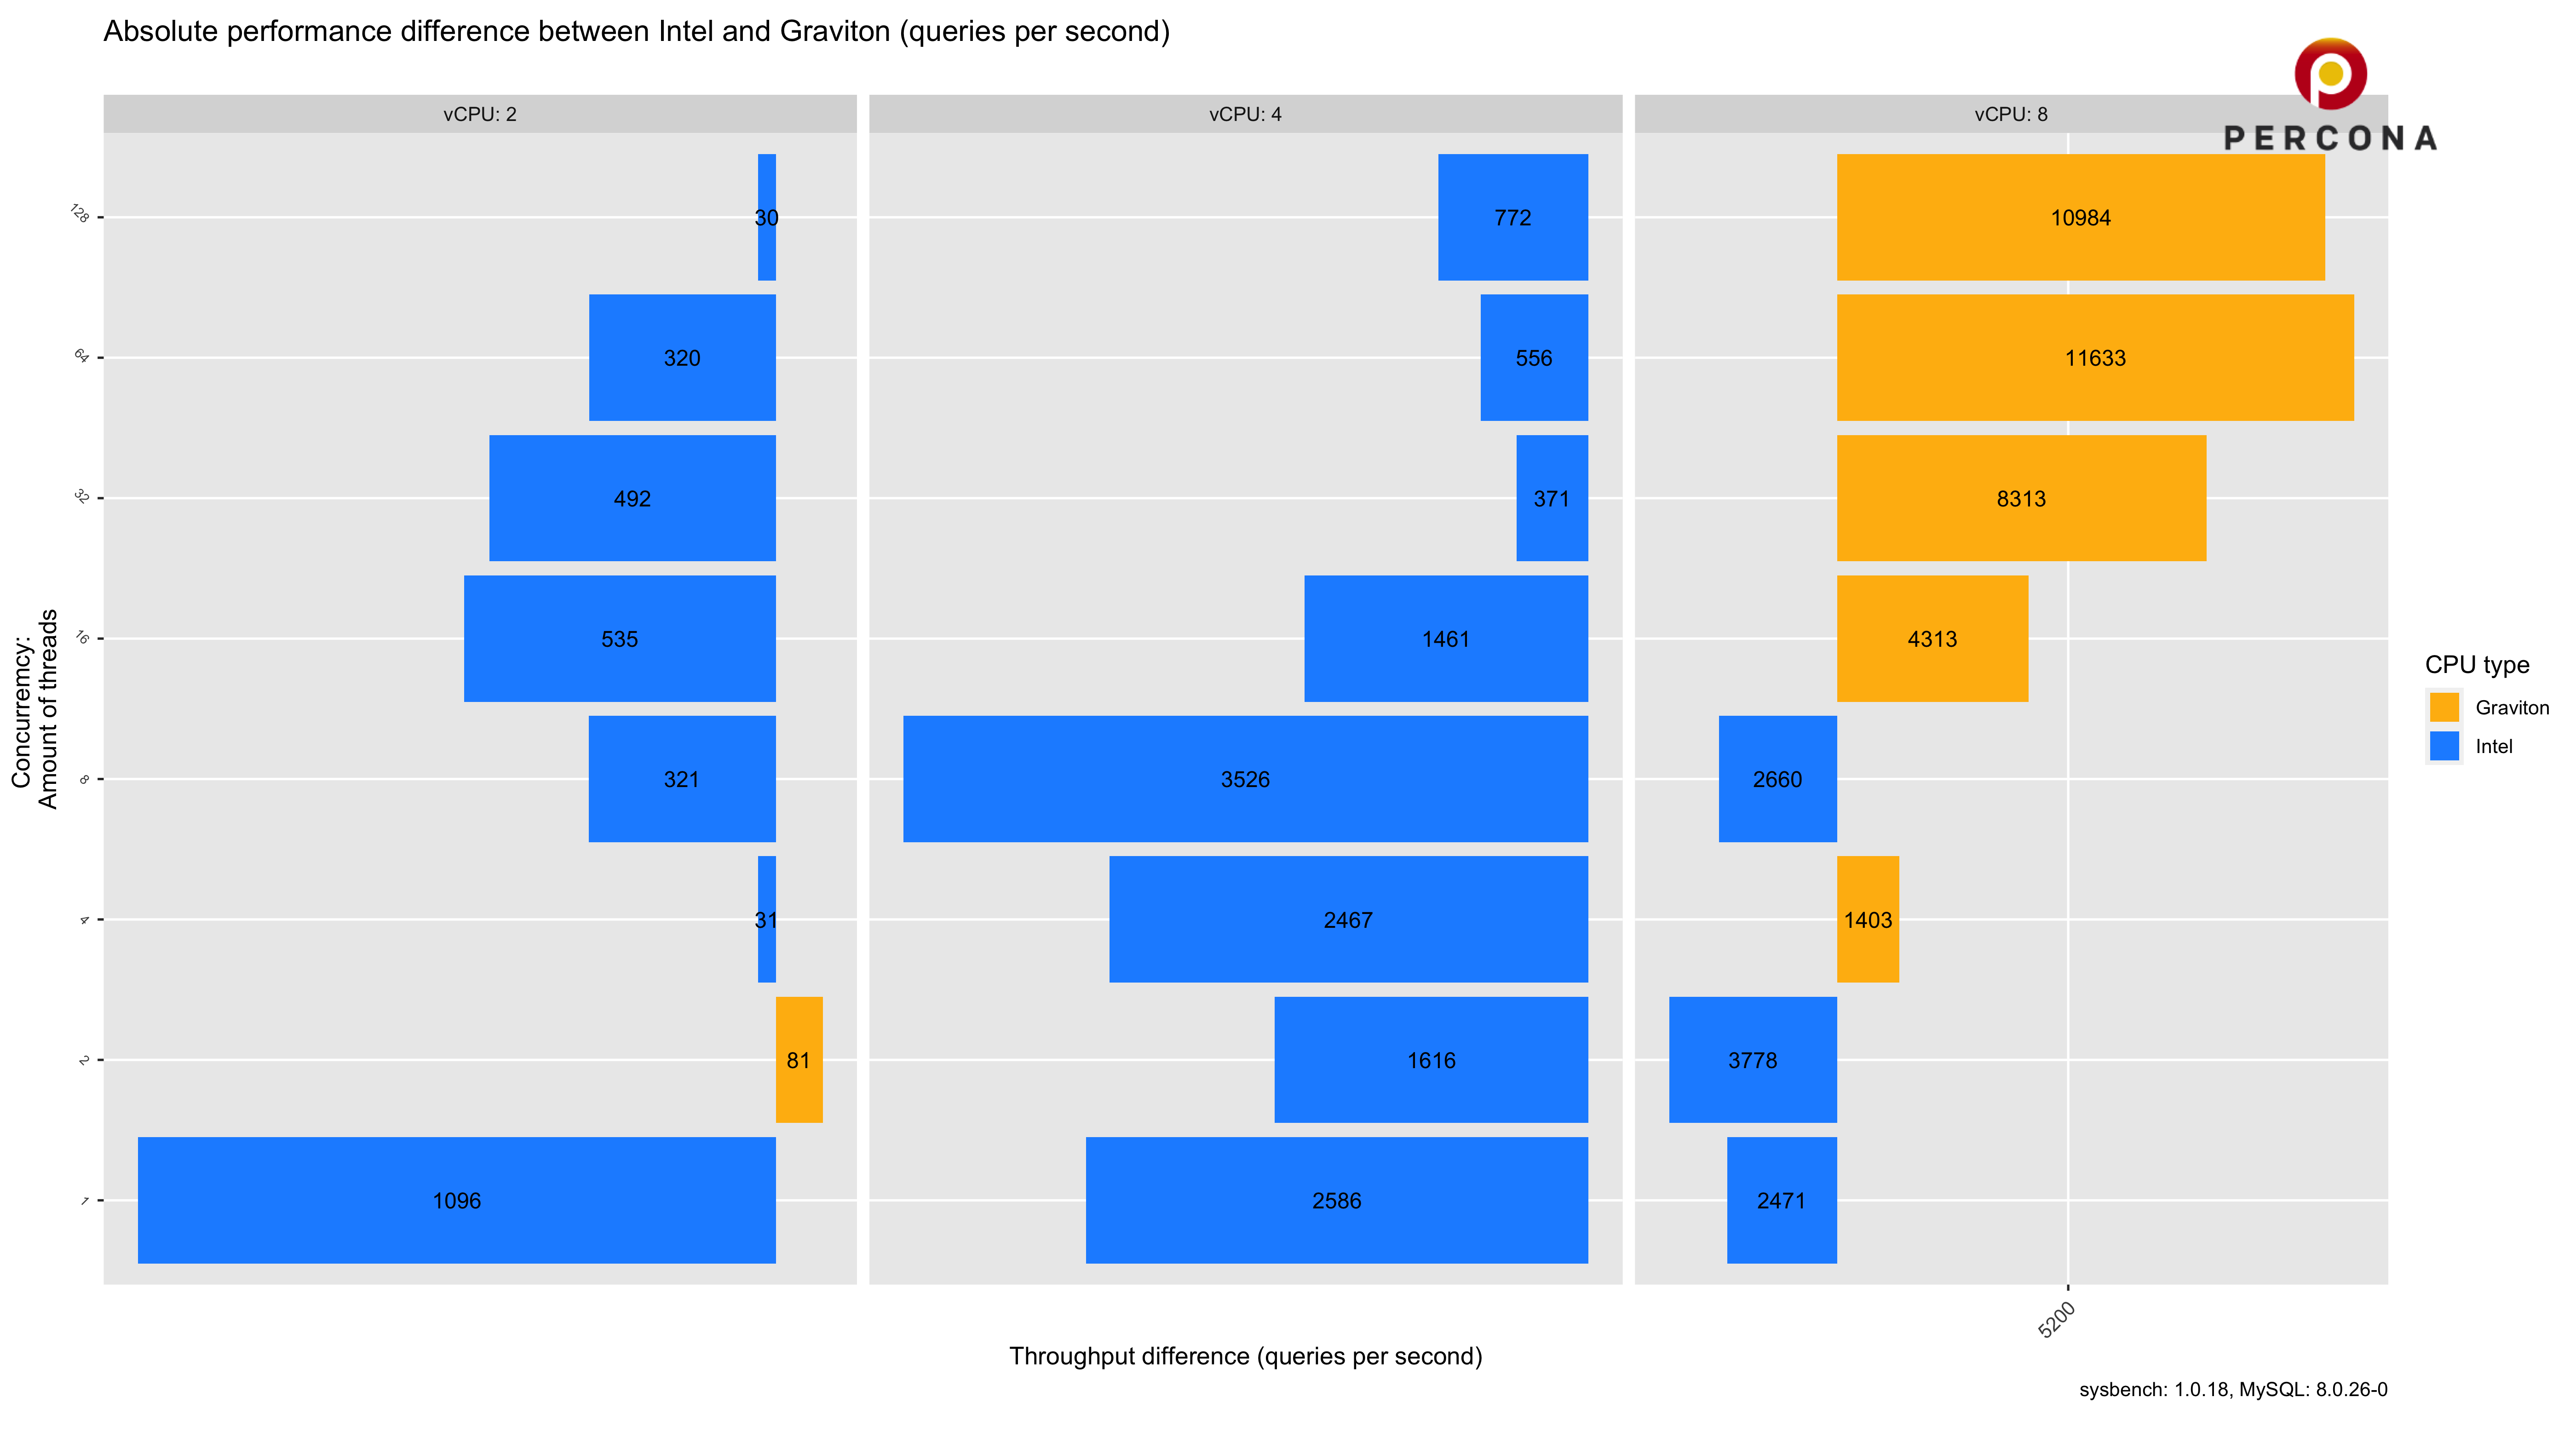 Absolute performance difference between Intel and Graviton (queries per second)
PERCONA
vCPU: 2
vCPU: 4
vCPU: 8
128
30
772
10984
64
320
556
11633
32
492
371
8313
16
535
1461
4313
8
321
3526
2660
4
31
2467
1403
2
81
1616
3778
1
1096
2586
2471
Concurremcy:
Amount of threads
CPU type
Graviton
Intel
5200
Throughput difference (queries per second)
sysbench: 1.0.18, MySQL: 8.0.26-0